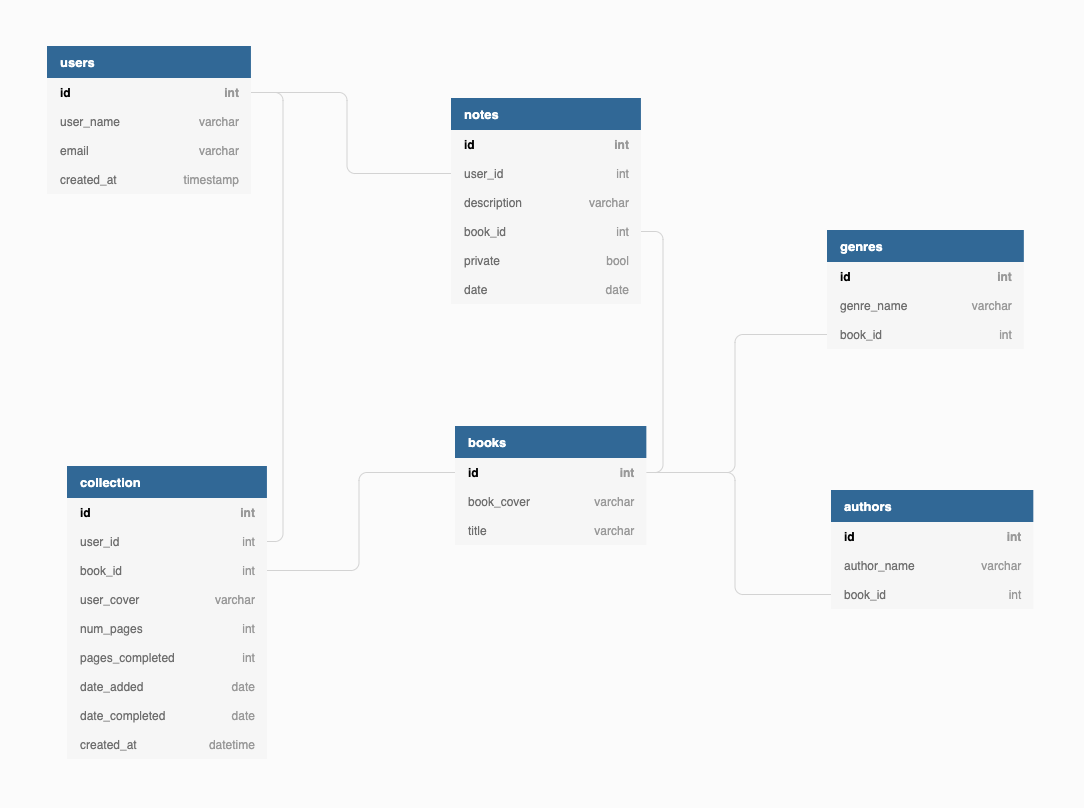 users
id int
user_name varchar
email varchar
created_at timestamp
notes
id int
user_id int
description varchar
book_id int
private bool
date date
genres
id int
genre_name varchar
book_id int
books
id int
book_cover varchar
title varchar
collection
id int
user_id int
book_id int
user_cover varchar
num_pages int
pages_completed int
date_added date
date_completed date
created_at datetime
authors
id int
author_name varchar
book_id int